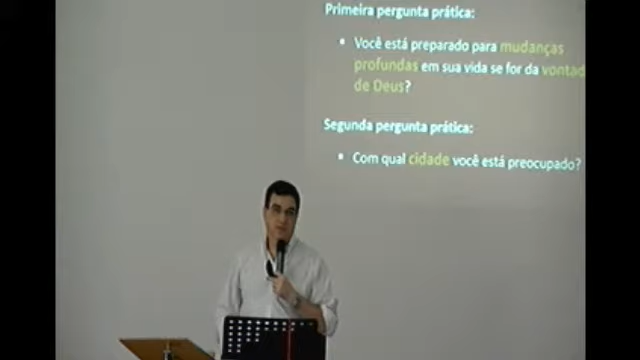 Primeira pergunta prática:
• Você está preparado para mudanças
profundas em sua vida se for da vontad
de Deus?
Segunda pergunta prática:
• Com qual cidade você está preocupado?